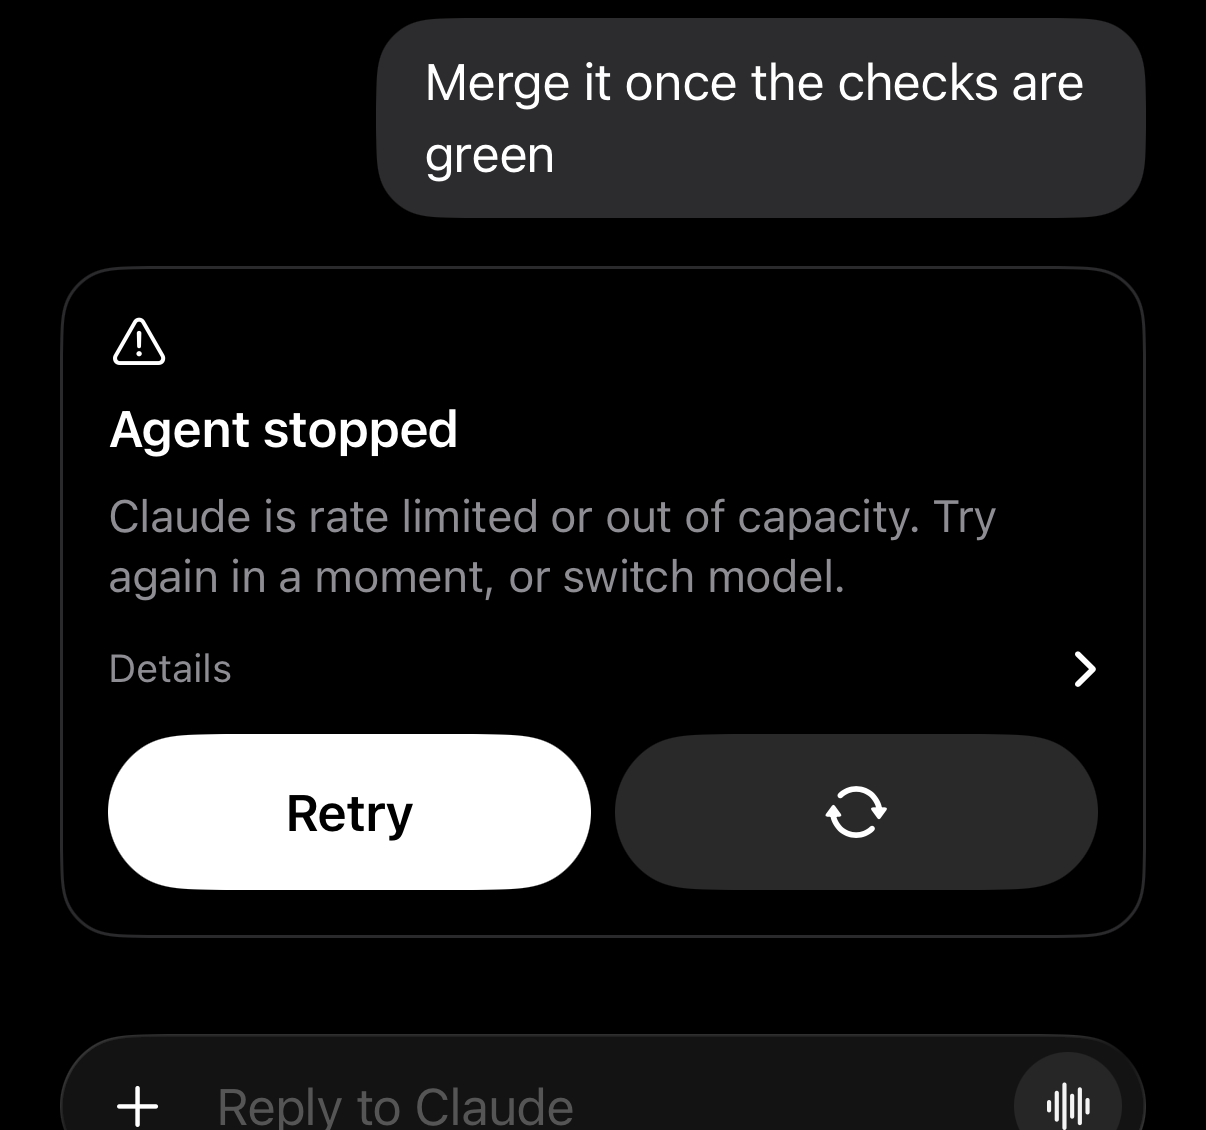 Merge it once the checks are
green
Agent stopped
Claude is rate limited or out of capacity. Try
again in a moment, or switch model.
Details
Retry
Reply to Claude